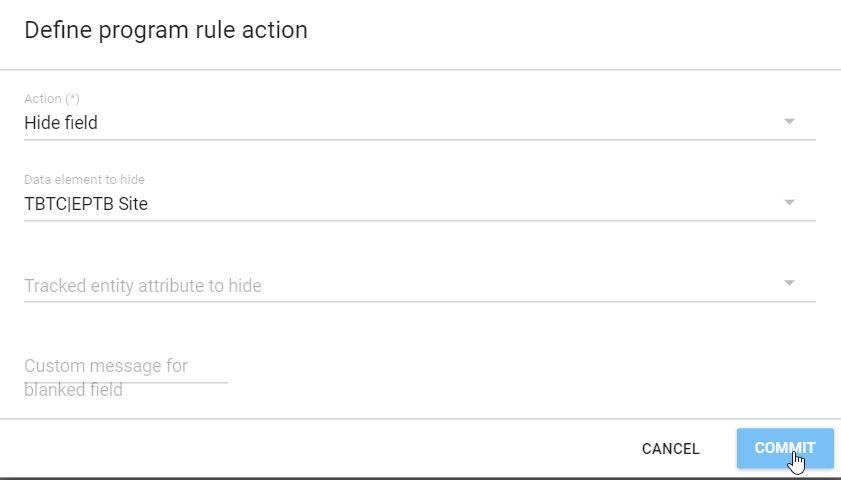 Define program rule action
Action (*)
Hide field
Data element to hide
TBTC|EPTB Site
Tracked entity attribute to hide
Custom message for
blanked field
CANCEL
COMMIT